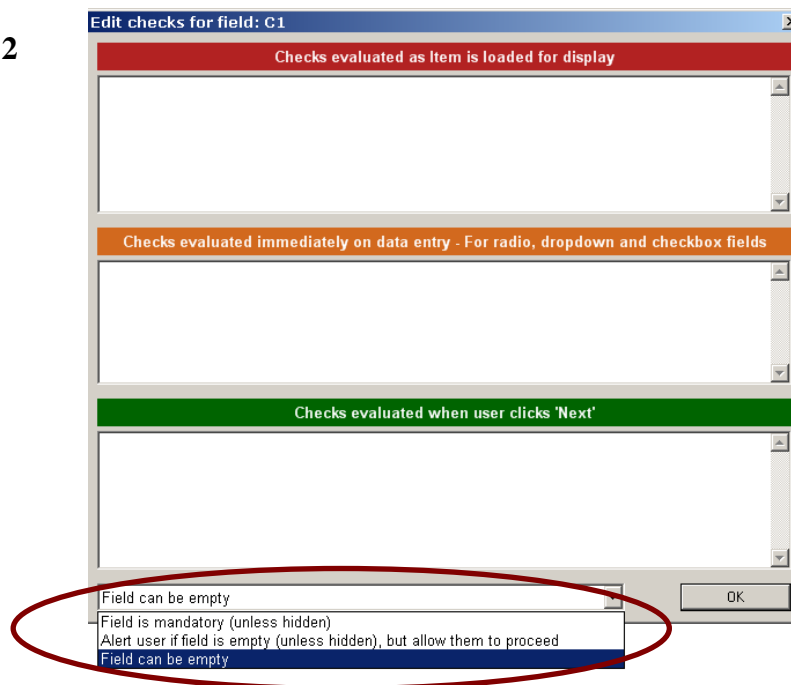 Edit checks for field: C1
2
Checks evaluated as Item is loaded for display
Checks evaluated immediately on data entry - For radio, dropdown and checkbox fields
Checks evaluated when user clicks 'Next'
Field can be empty
OK
Field is mandatory (unless hidden)
Alert user if field is empty (unless hidden), but allow them to proceed
Field can be empty